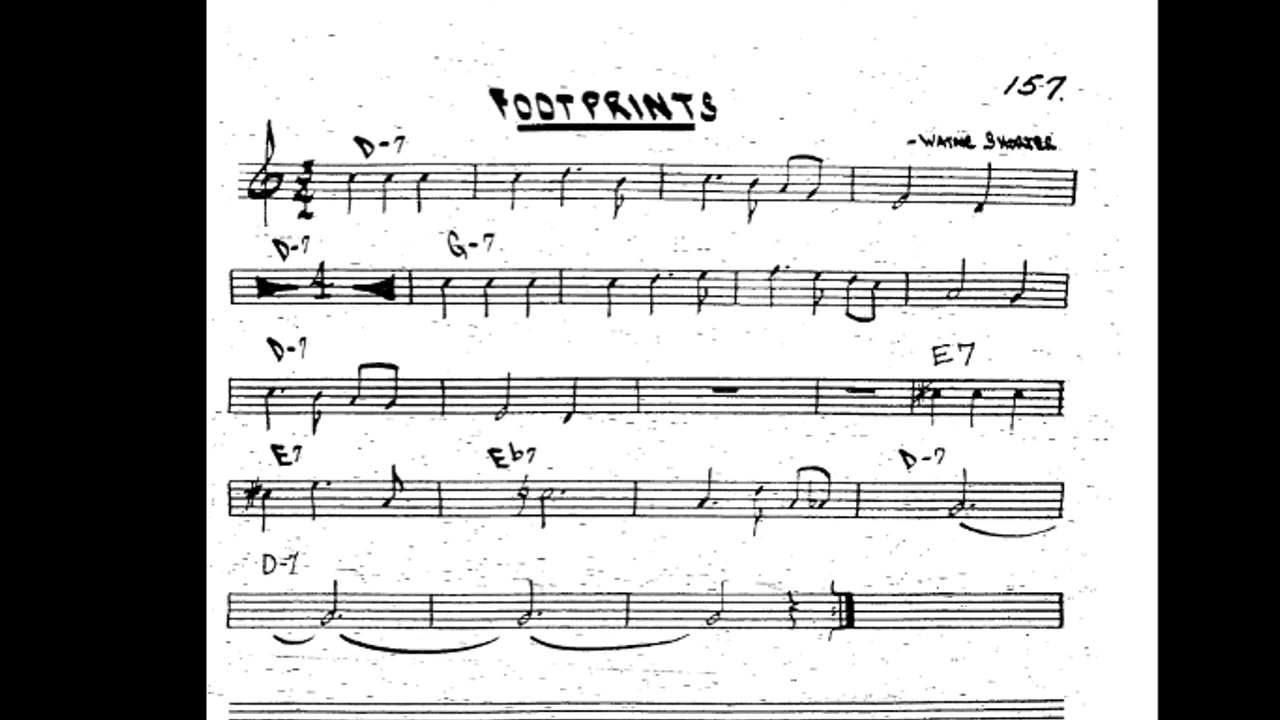 FOOTPRINTS
157.
- WAYNE SHORTER
D-7
D-7 4 G-7
D-7 E7
E7 Eb7 D-7
D-7